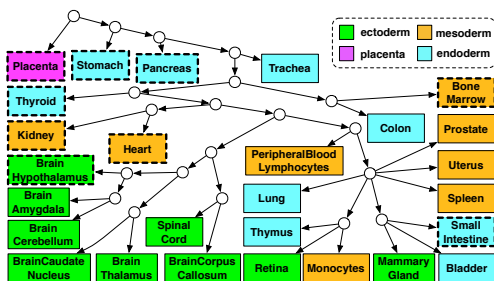 ectoderm
mesoderm
placenta
endoderm
Placenta
Stomach
Pancreas
Trachea
Thyroid
Bone
Marrow
Kidney
Heart
Colon
Prostate
Brain
Hypothalamus
PeripheralBlood
Lymphocytes
Uterus
Brain
Amygdala
Lung
Spleen
Brain
Cerebellum
Spinal
Cord
Thymus
Small
Intestine
BrainCaudate
Nucleus
Brain
Thalamus
BrainCorpus
Callosum
Retina
Monocytes
Mammary
Gland
Bladder